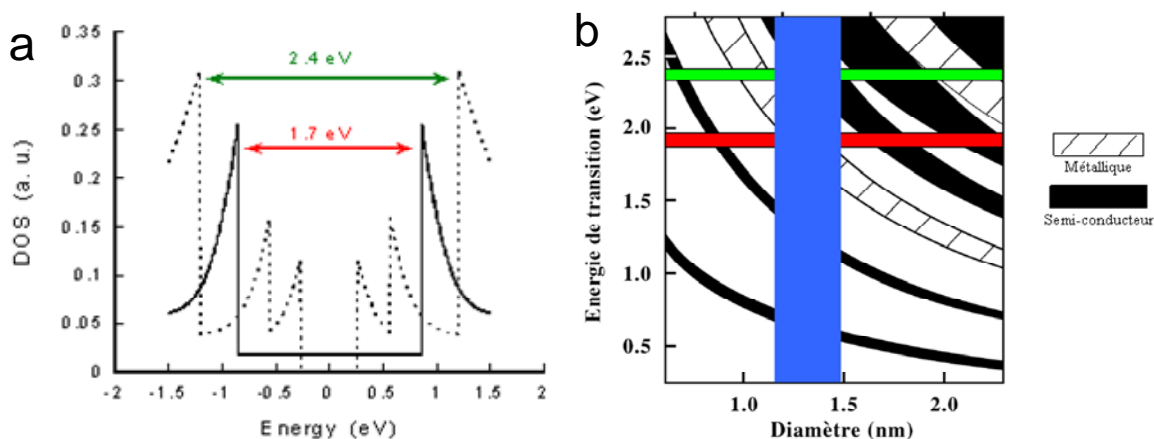 a
0.35
0.3
0.25
0.2
0.15
0.1
0.05
0
DOS (a. u.)
2.4 eV
1.7 eV
-2
-1.5
-1
-0.5
0
0.5
1
1.5
2
Energy (eV)
b
2.5
2.0
1.5
1.0
0.5
Energie de transition (eV)
1.0
1.5
2.0
Diamètre (nm)
Métallique
Semi-conducteur